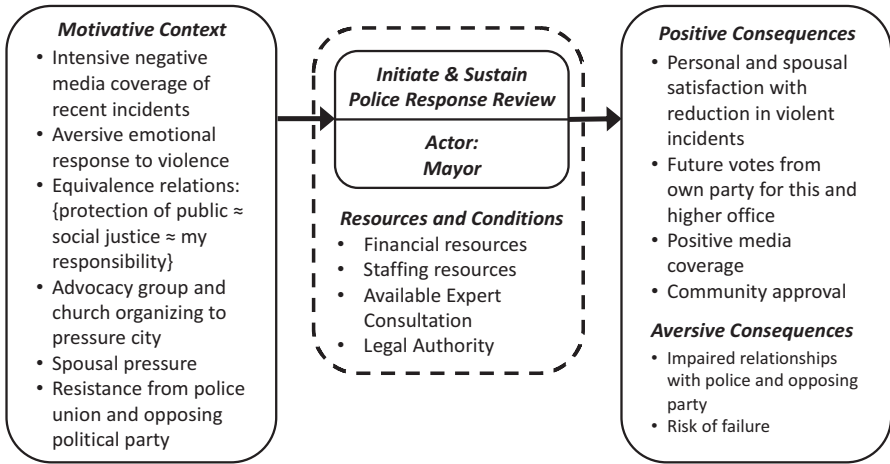 Motivative Context
• Intensive negative
media coverage of
recent incidents
• Aversive emotional
response to violence
• Equivalence relations:
{protection of public ≈
social justice ≈ my
responsibility}
• Advocacy group and
church organizing to
pressure city
• Spousal pressure
• Resistance from police
union and opposing
political party
Initiate & Sustain
Police Response Review
Actor:
Mayor
Resources and Conditions
• Financial resources
• Staffing resources
• Available Expert
Consultation
• Legal Authority
Positive Consequences
• Personal and spousal
satisfaction with
reduction in violent
incidents
• Future votes from
own party for this and
higher office
• Positive media
coverage
• Community approval
Aversive Consequences
• Impaired relationships
with police and opposing
party
• Risk of failure